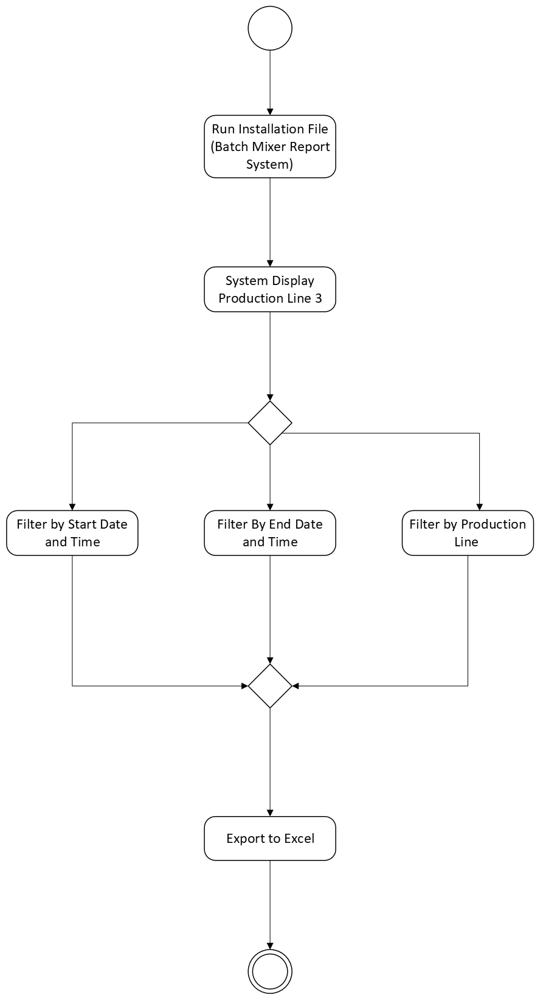 Run Installation File
(Batch Mixer Report
System)
System Display
Production Line 3
Filter by Start Date
and Time
Filter By End Date
and Time
Filter by Production
Line
Export to Excel